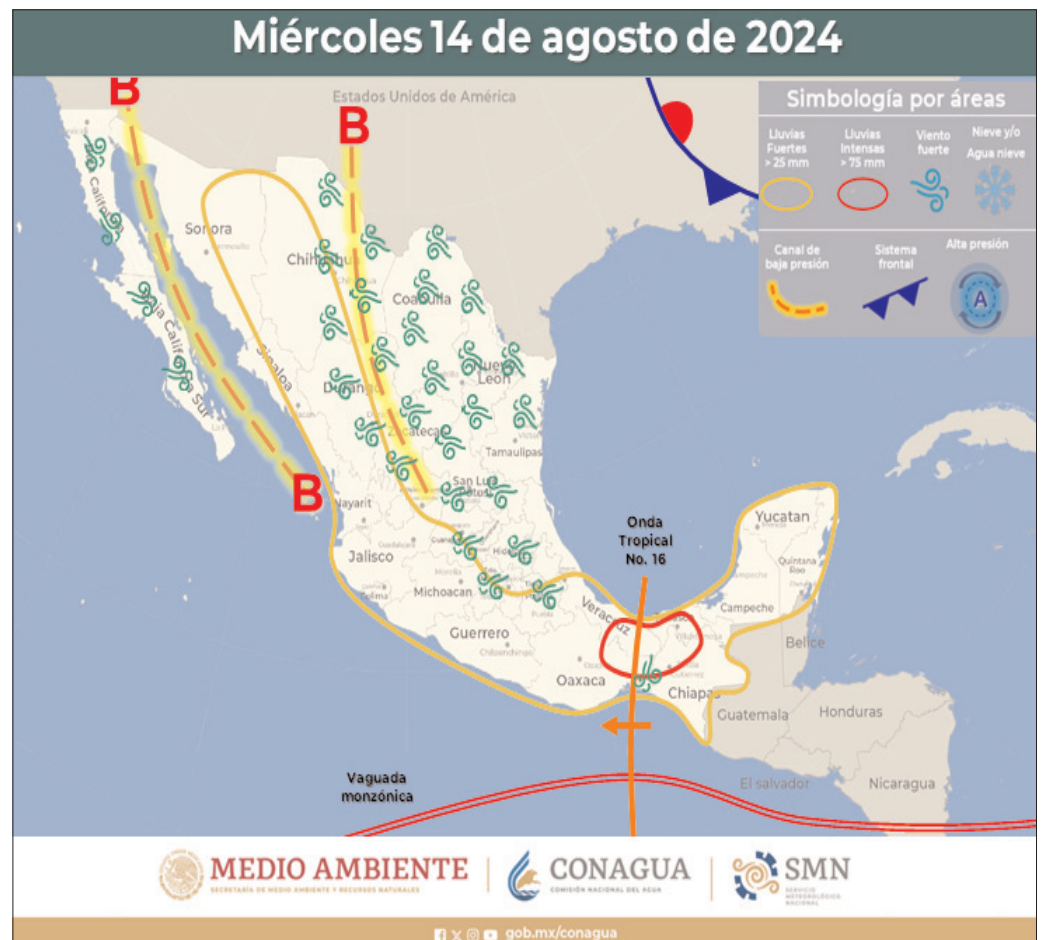 Miércoles 14 de agosto de 2024
B
B
B
Estados Unidos de América
Simbología por áreas
Lluvias
Fuertes
> 25 mm
Lluvias
Intensas
> 75 mm
Viento
fuerte
Nieve y/o
Agua nieve
Canal de
baja presión
Sistema
frontal
Alta presión
A
Sonora
Chihuahua
Coahuila
Nuevo
León
Sinaloa
Durango
Zacatecas
Tamaulipas
San Luis
Potosí
Nayarit
Jalisco
Colima
Michoacan
Guerrero
Oaxaca
Veracruz
Chiapas
Puebla
Campeche
Yucatan
Quintana
Roo
Belice
Guatemala
Honduras
El salvador
Nicaragua
Onda
Tropical
No. 16
Vaguada
monzónica
MEDIO AMBIENTE
SECRETARÍA DE MEDIO AMBIENTE Y RECURSOS NATURALES
CONAGUA
COMISIÓN NACIONAL DEL AGUA
SMN
SERVICIO
METEOROLÓGICO
NACIONAL
gob.mx/conagua